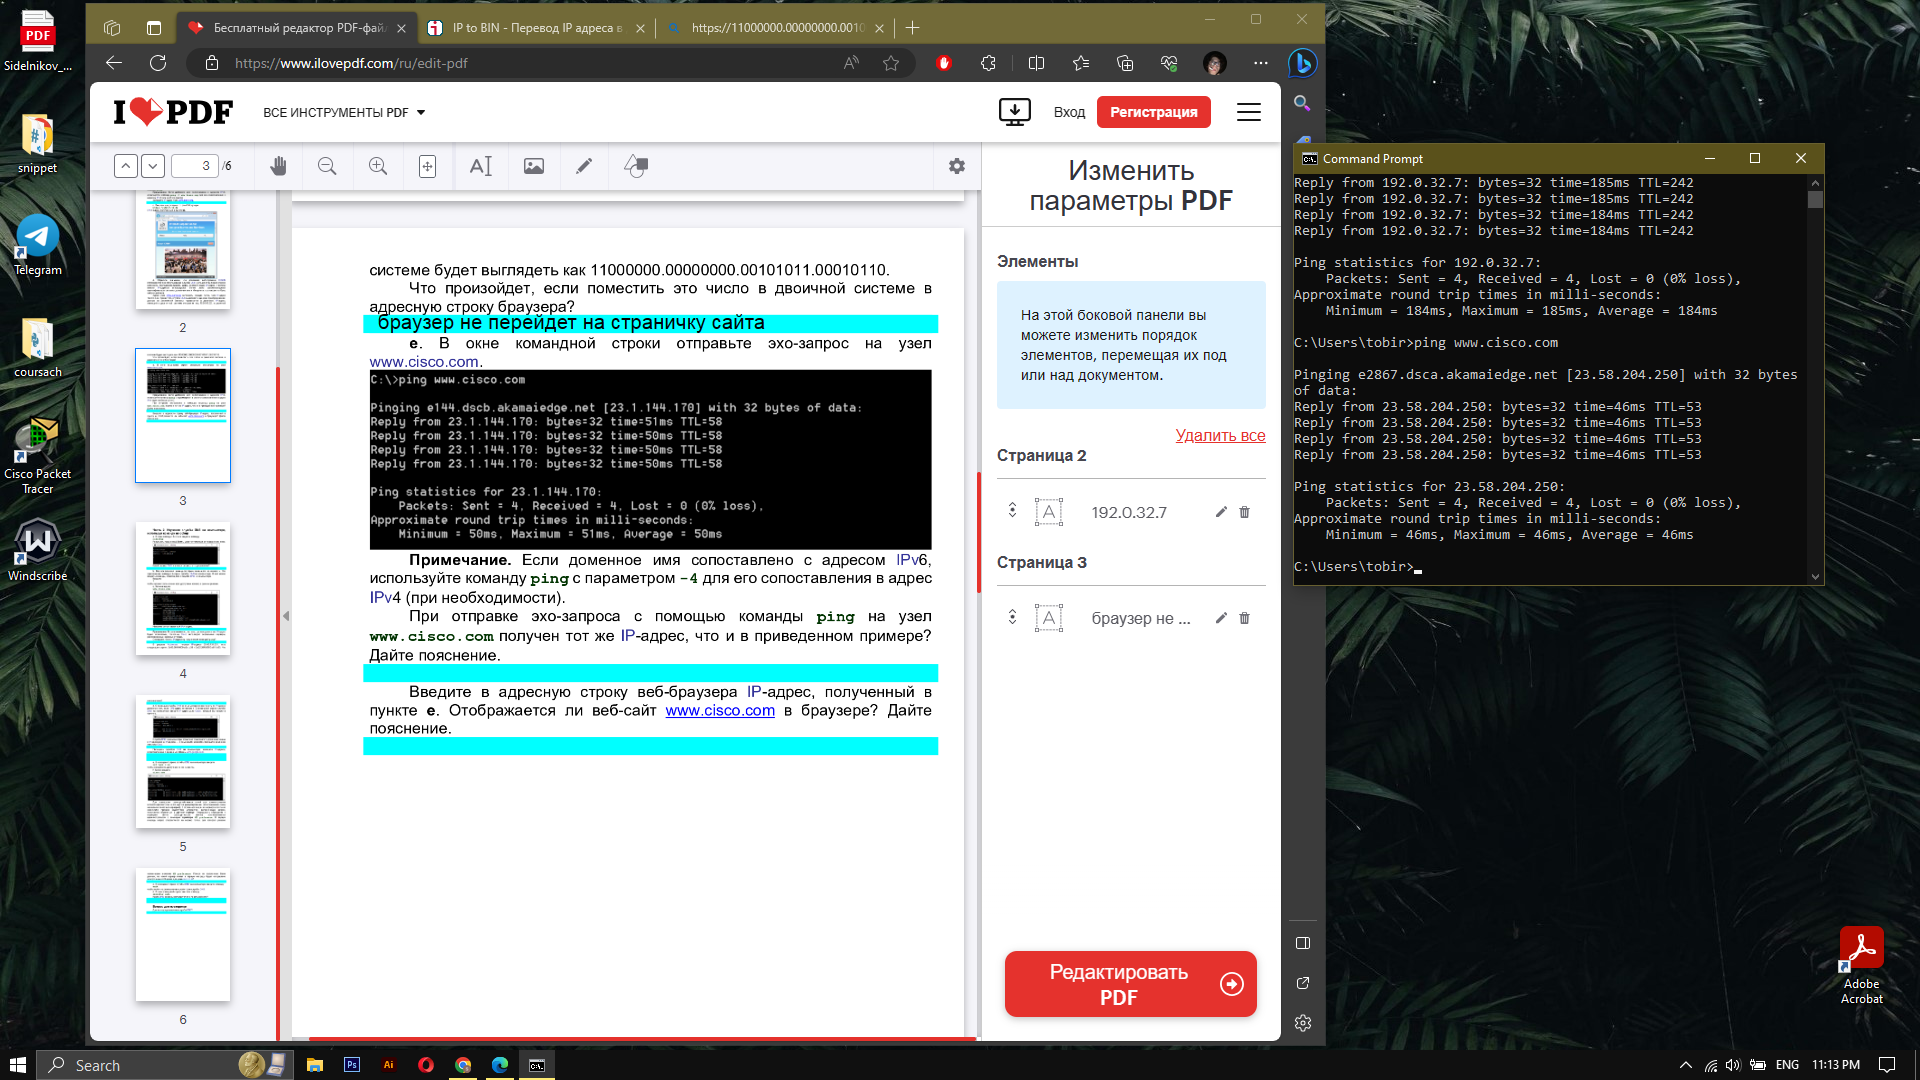 Sidelnikov_...
snippet
Telegram
coursach
Cisco Packet
Tracer
Windscribe
Бесплатный редактор PDF-фай
IP to BIN - Перевод IP адреса в
https://11000000.00000000.0010
https://www.ilovepdf.com/ru/edit-pdf
I PDF
ВСЕ ИНСТРУМЕНТЫ PDF
Вход
Регистрация
3 /6
2
3
4
5
6
системе будет выглядеть как 11000000.00000000.00101011.00010110.
Что произойдет, если поместить это число в двоичной системе в
адресную строку браузера?
браузер не перейдет на страничку сайта
е. В окне командной строки отправьте эхо-запрос на узел
www.cisco.com.
C:\>ping www.cisco.com
Pinging e144.dscb.akamaiedge.net [23.1.144.170] with 32 bytes of data:
Reply from 23.1.144.170: bytes=32 time=51ms TTL=58
Reply from 23.1.144.170: bytes=32 time=50ms TTL=58
Reply from 23.1.144.170: bytes=32 time=50ms TTL=58
Reply from 23.1.144.170: bytes=32 time=50ms TTL=58
Ping statistics for 23.1.144.170:
Packets: Sent = 4, Received = 4, Lost = 0 (0% loss),
Approximate round trip times in milli-seconds:
Minimum = 50ms, Maximum = 51ms, Average = 50ms
Примечание. Если доменное имя сопоставлено с адресом IPv6,
используйте команду ping с параметром -4 для его сопоставления в адрес
IPv4 (при необходимости).
При отправке эхо-запроса с помощью команды ping на узел
www.cisco.com получен тот же IP-адрес, что и в приведенном примере?
Дайте пояснение.
Введите в адресную строку веб-браузера IP-адрес, полученный в
пункте е. Отображается ли веб-сайт www.cisco.com в браузере? Дайте
пояснение.
Изменить
параметры PDF
Элементы
На этой боковой панели вы
можете изменить порядок
элементов, перемещая их под
или над документом.
Удалить все
Страница 2
192.0.32.7
Страница 3
браузер не ...
Редактировать
PDF
Command Prompt
Reply from 192.0.32.7: bytes=32 time=185ms TTL=242
Reply from 192.0.32.7: bytes=32 time=185ms TTL=242
Reply from 192.0.32.7: bytes=32 time=184ms TTL=242
Reply from 192.0.32.7: bytes=32 time=184ms TTL=242
Ping statistics for 192.0.32.7:
Packets: Sent = 4, Received = 4, Lost = 0 (0% loss),
Approximate round trip times in milli-seconds:
Minimum = 184ms, Maximum = 185ms, Average = 184ms
C:\Users\tobir>ping www.cisco.com
Pinging e2867.dsca.akamaiedge.net [23.58.204.250] with 32 bytes
of data:
Reply from 23.58.204.250: bytes=32 time=46ms TTL=53
Reply from 23.58.204.250: bytes=32 time=46ms TTL=53
Reply from 23.58.204.250: bytes=32 time=46ms TTL=53
Reply from 23.58.204.250: bytes=32 time=46ms TTL=53
Ping statistics for 23.58.204.250:
Packets: Sent = 4, Received = 4, Lost = 0 (0% loss),
Approximate round trip times in milli-seconds:
Minimum = 46ms, Maximum = 46ms, Average = 46ms
C:\Users\tobir>
Adobe
Acrobat
Search
Ps
Ai
ENG
11:13 PM